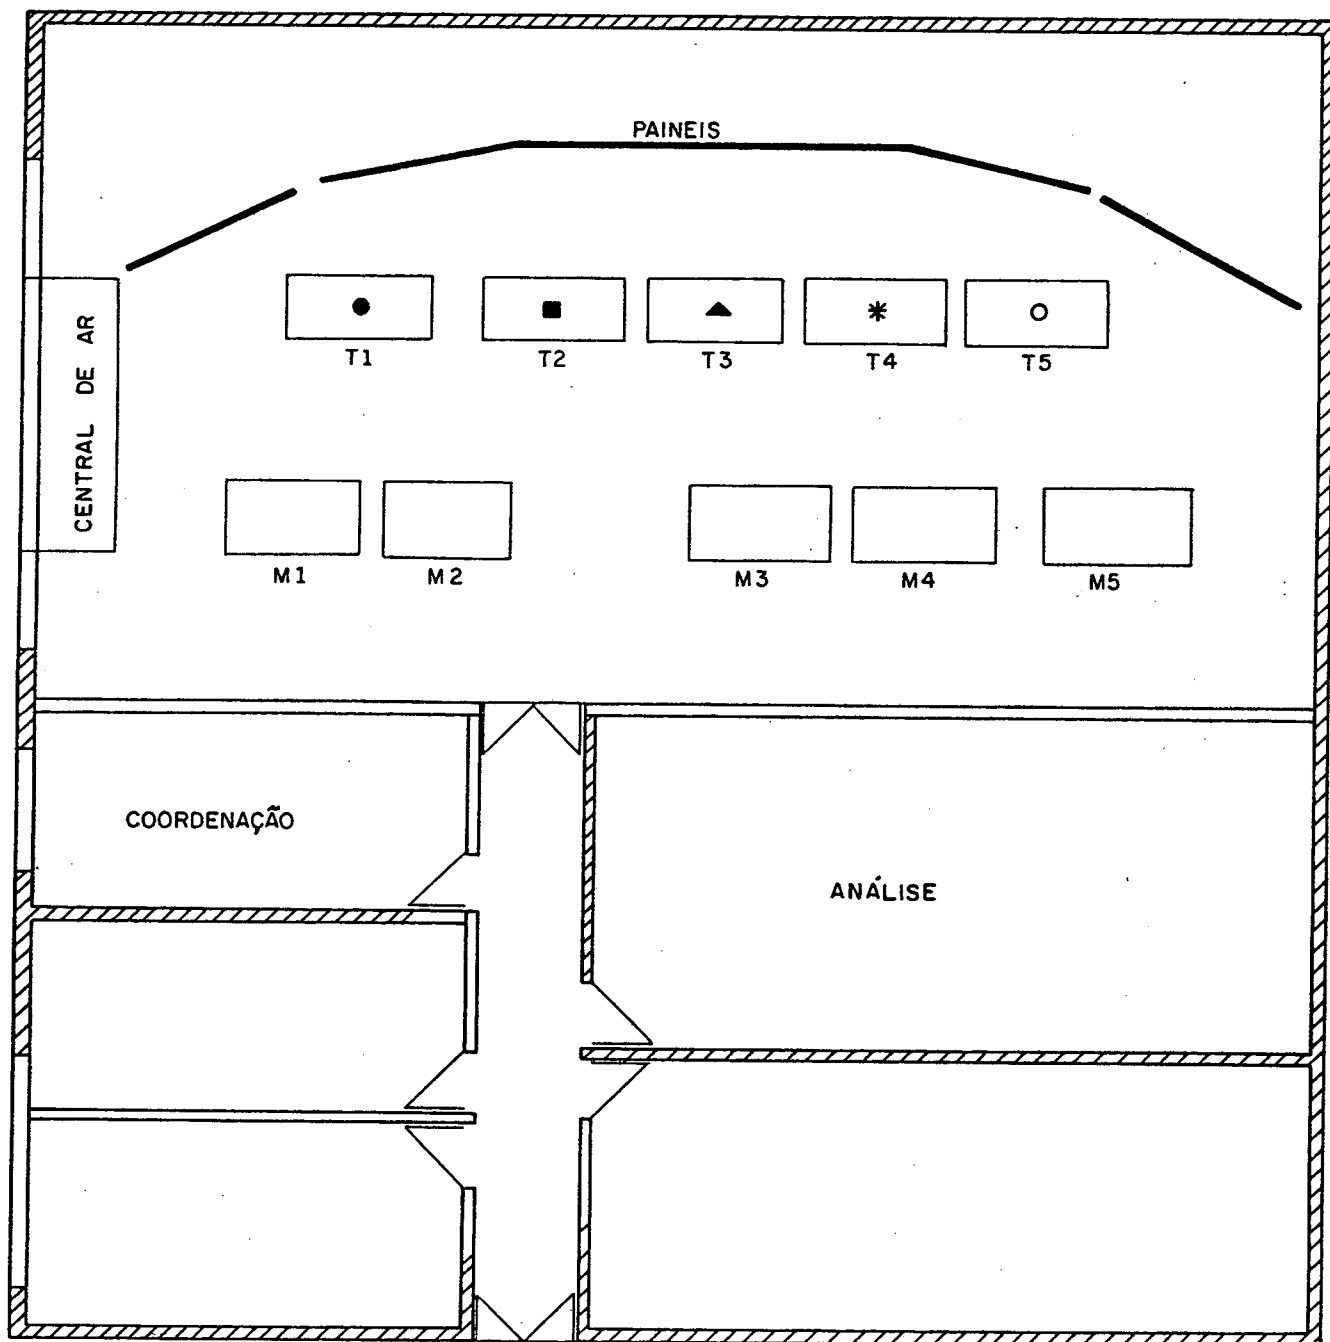 PAINEIS
T1
T2
T3
T4
T5
CENTRAL DE AR
M1
M2
M3
M4
M5
COORDENAÇÃO
ANÁLISE